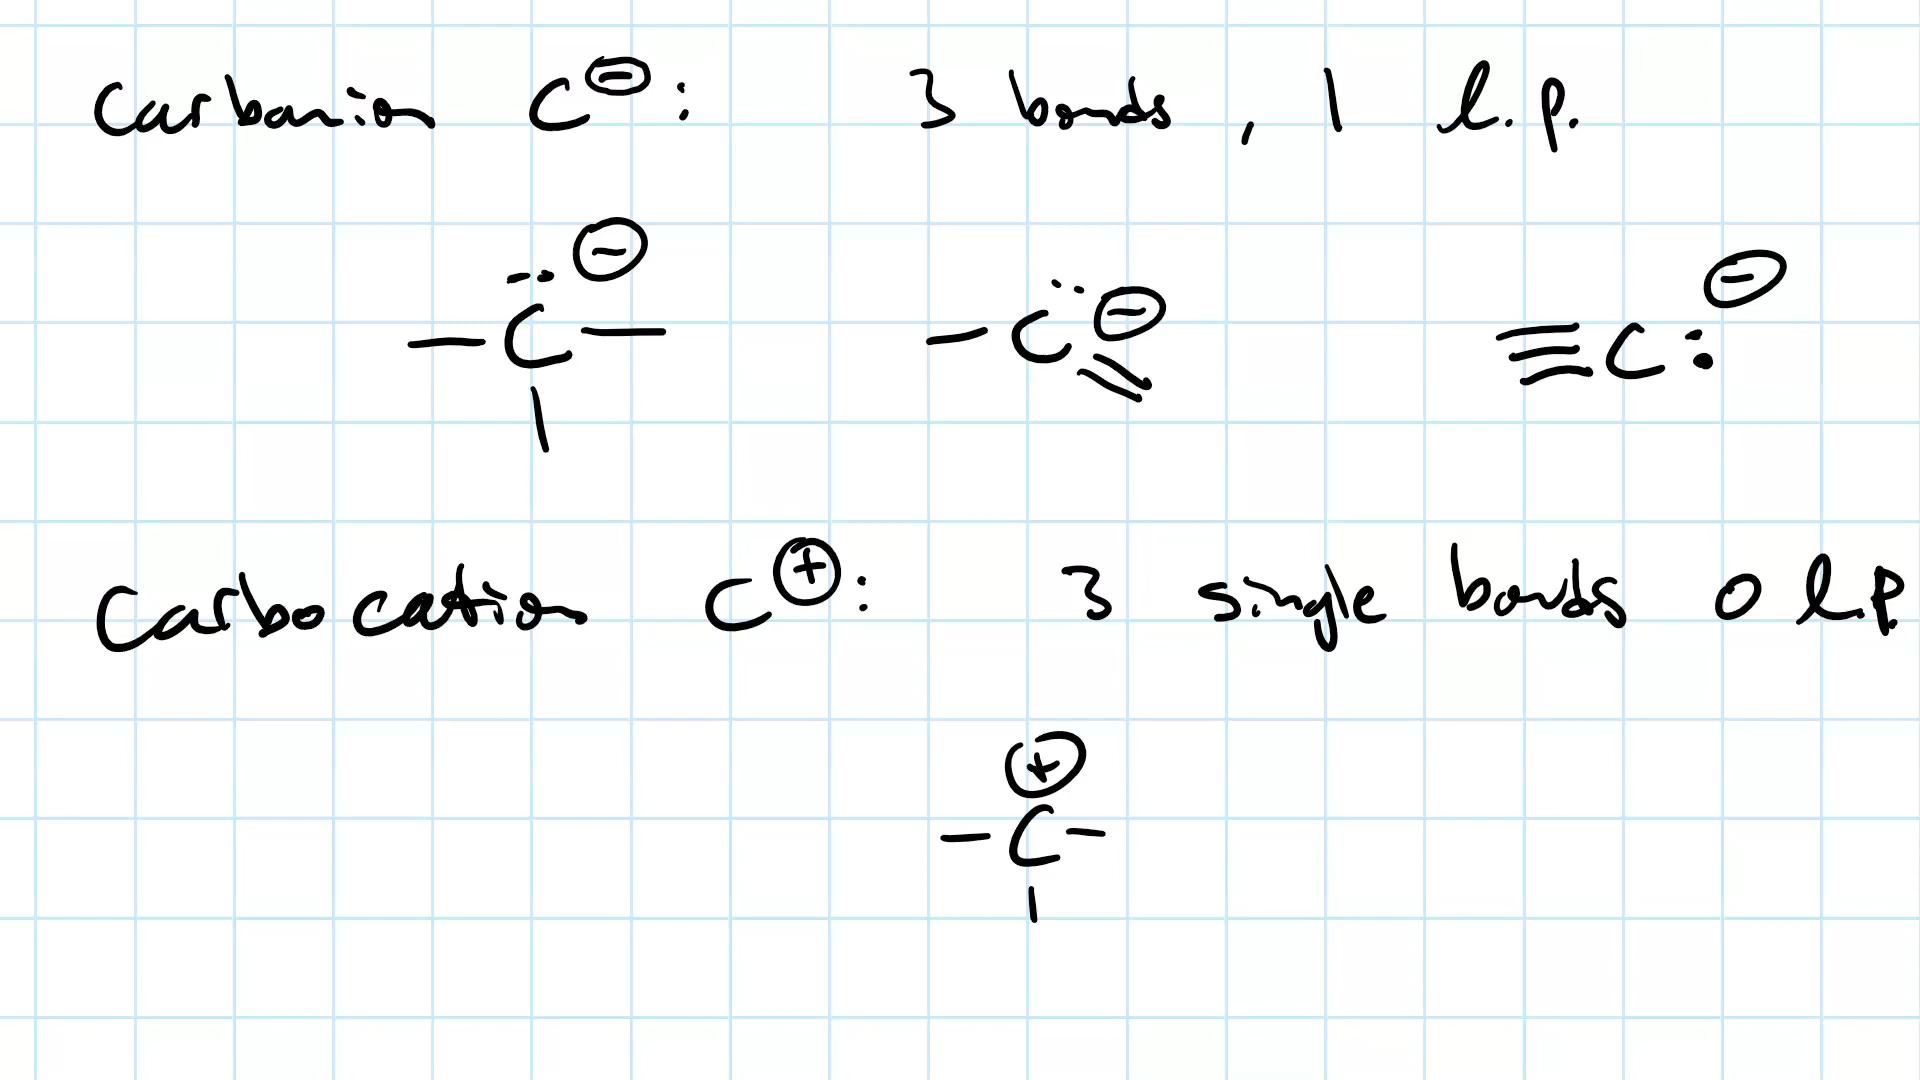 Carbanion C⊖: 3 bonds, 1 l.p.
–C̈⊖– –C̈⊖= ≡C:⊖
Carbocation C⊕: 3 single bonds 0 l.p
⊕
–C–
|